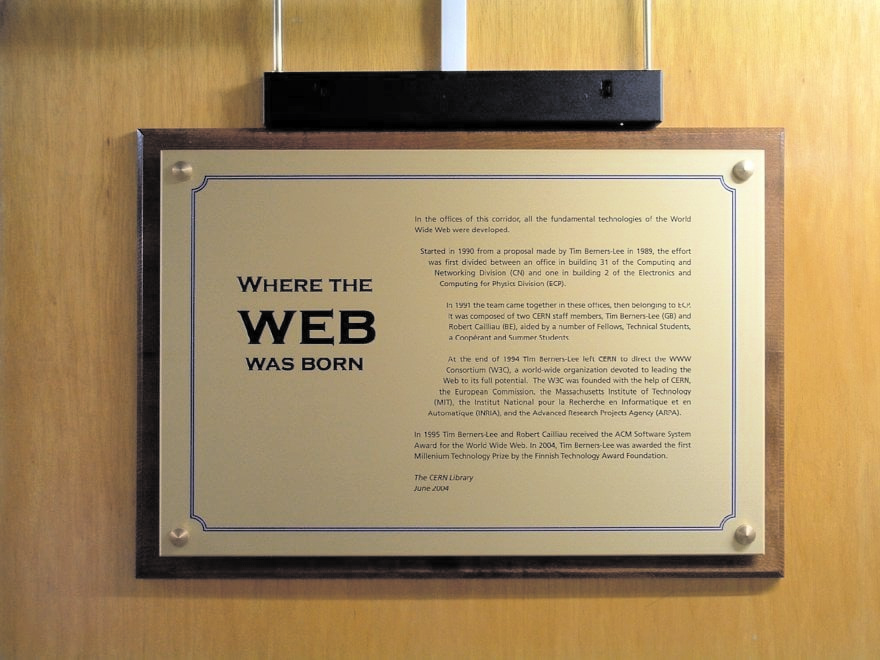 WHERE THE
WEB
WAS BORN
In the offices of this corridor, all the fundamental technologies of the World
Wide Web were developed.
Started in 1990 from a proposal made by Tim Berners-Lee in 1989, the effort
was first divided between an office in building 31 of the Computing and
Networking Division (CN) and one in building 2 of the Electronics and
Computing for Physics Division (ECP).
In 1991 the team came together in these offices, then belonging to ECP.
It was composed of two CERN staff members, Tim Berners-Lee (GB) and
Robert Cailliau (BE), aided by a number of Fellows, Technical Students,
a Coopérant and Summer Students.
At the end of 1994 Tim Berners-Lee left CERN to direct the WWW
Consortium (W3C), a world-wide organization devoted to leading the
Web to its full potential. The W3C was founded with the help of CERN,
the European Commission, the Massachusetts Institute of Technology
(MIT), the Institut National pour la Recherche en Informatique et en
Automatique (INRIA), and the Advanced Research Projects Agency (ARPA).
In 1995 Tim Berners-Lee and Robert Cailliau received the ACM Software System
Award for the World Wide Web. In 2004, Tim Berners-Lee was awarded the first
Millenium Technology Prize by the Finnish Technology Award Foundation.
The CERN Library
June 2004